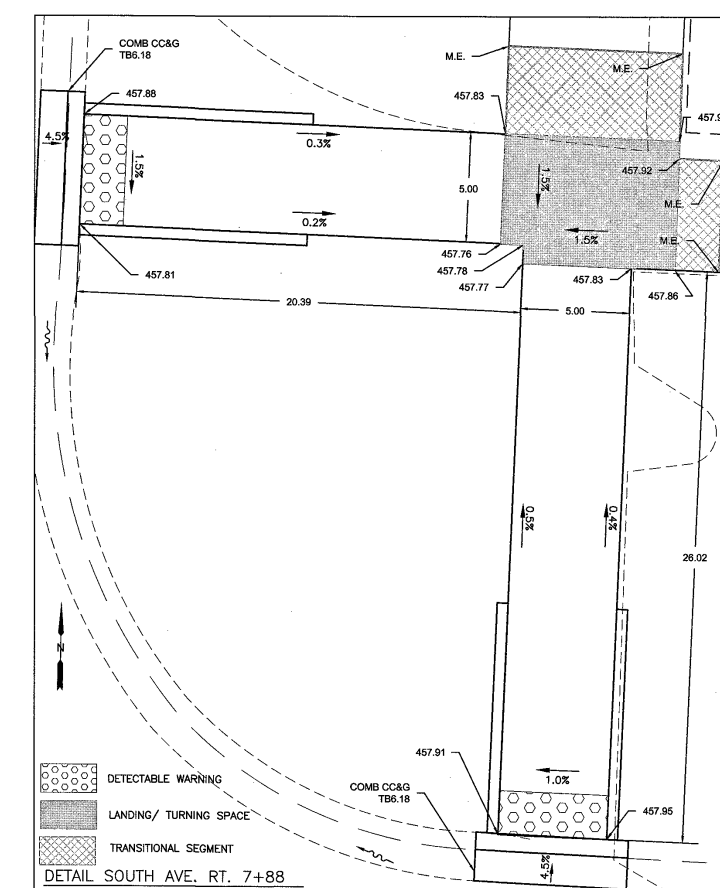 COMB CC&G
TB6.18
M.E.
M.E.
457.88
457.83
4.5%
0.3%
1.5%
1.5%
457.92
5.00
M.E.
0.2%
1.5%
M.E.
457.76
457.78
457.77
457.81
457.83
457.86
20.39
5.00
0.5%
0.4%
26.02
N
457.91
1.0%
COMB CC&G
TB6.18
457.95
4.5%
DETECTABLE WARNING
LANDING/ TURNING SPACE
TRANSITIONAL SEGMENT
DETAIL SOUTH AVE. RT. 7+88